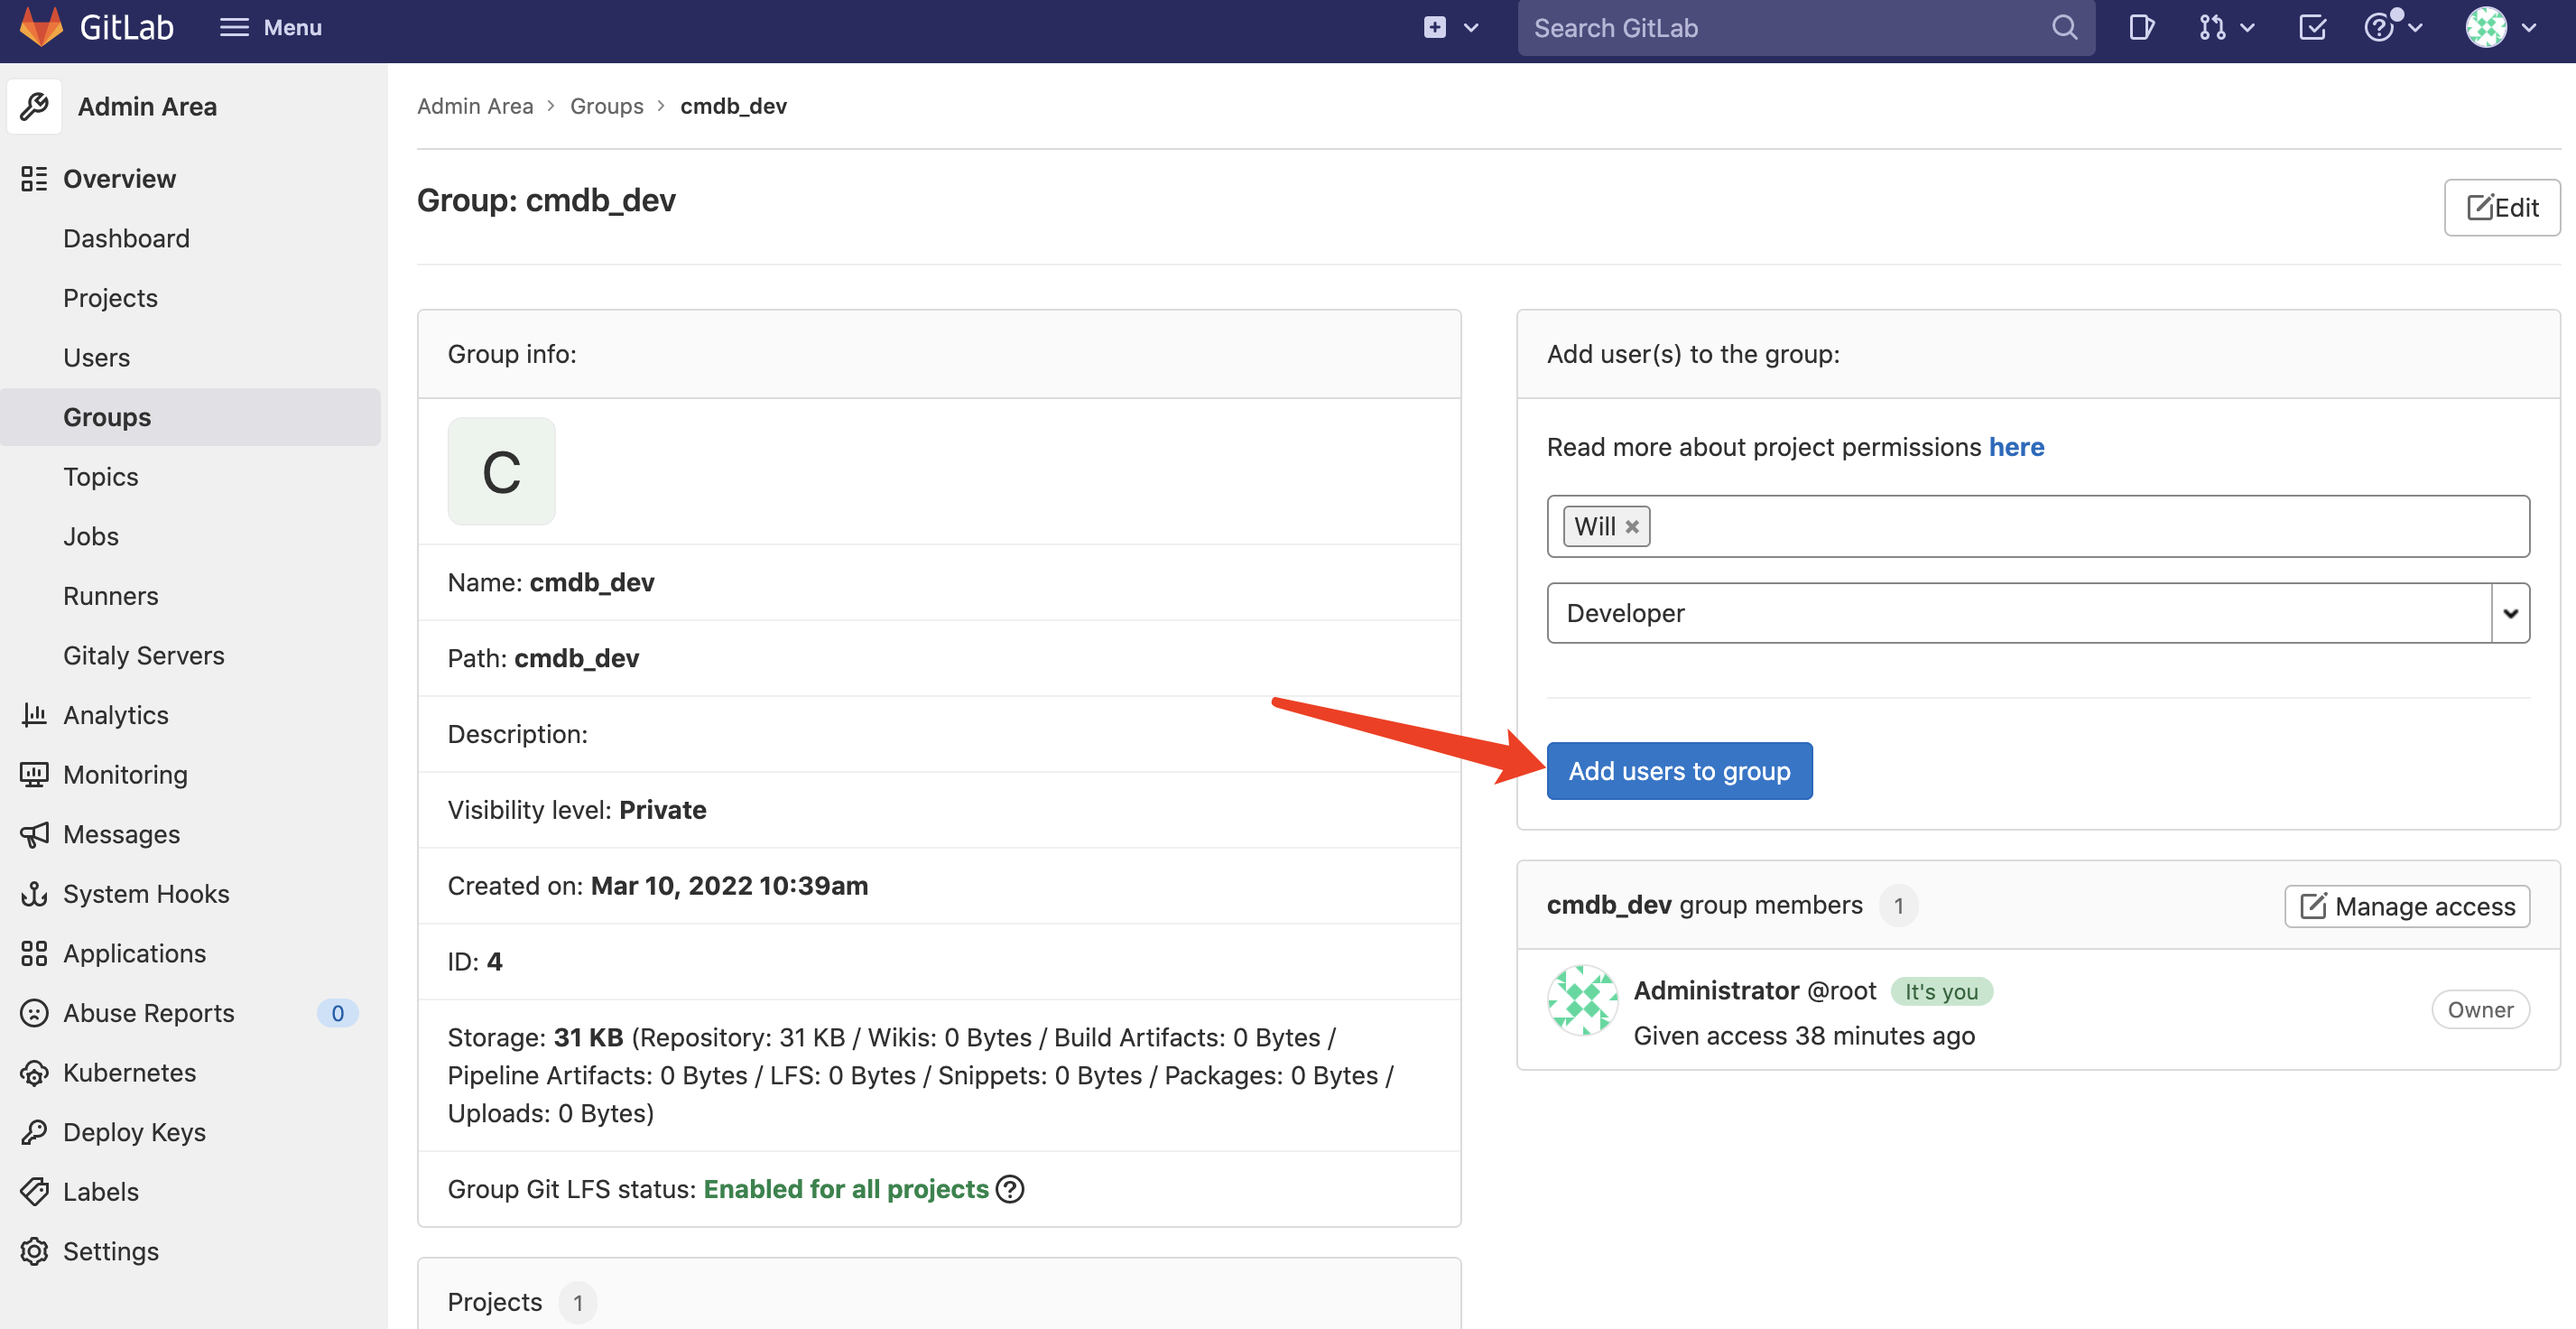 GitLab
Menu
Search GitLab
Admin Area
Overview
Dashboard
Projects
Users
Groups
Topics
Jobs
Runners
Gitaly Servers
Analytics
Monitoring
Messages
System Hooks
Applications
Abuse Reports 0
Kubernetes
Deploy Keys
Labels
Settings
Admin Area > Groups > cmdb_dev
Group: cmdb_dev
Edit
Group info:
C
Name: cmdb_dev
Path: cmdb_dev
Description:
Visibility level: Private
Created on: Mar 10, 2022 10:39am
ID: 4
Storage: 31 KB (Repository: 31 KB / Wikis: 0 Bytes / Build Artifacts: 0 Bytes /
Pipeline Artifacts: 0 Bytes / LFS: 0 Bytes / Snippets: 0 Bytes / Packages: 0 Bytes /
Uploads: 0 Bytes)
Group Git LFS status: Enabled for all projects
Projects 1
Add user(s) to the group:
Read more about project permissions here
Will
Developer
Add users to group
cmdb_dev group members 1
Manage access
Administrator @root It's you
Given access 38 minutes ago
Owner